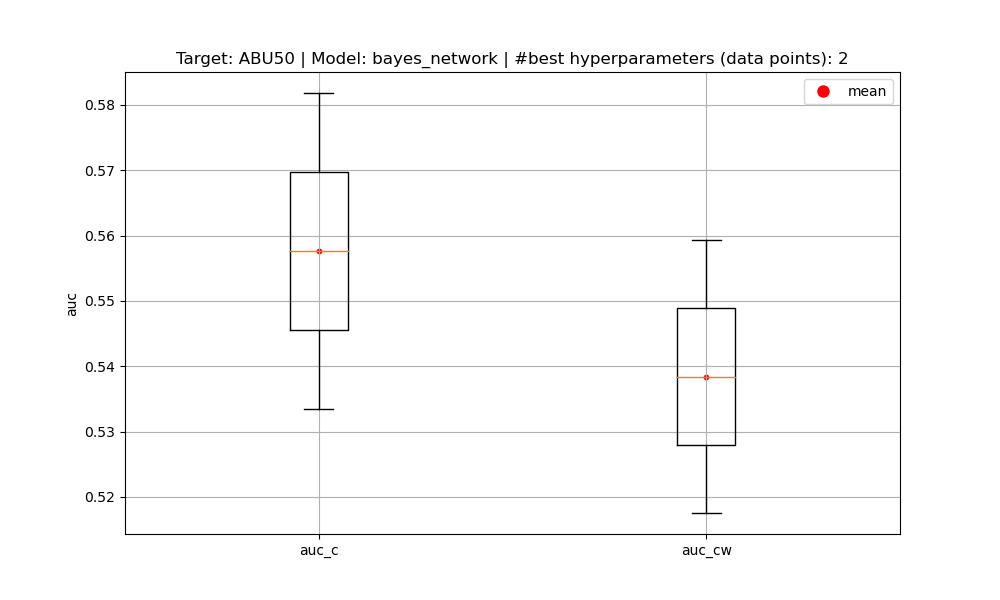 Target: ABU50 | Model: bayes_network | #best hyperparameters (data points): 2
mean
0.58
0.57
0.56
0.55
0.54
0.53
0.52
auc
auc_c
auc_cw